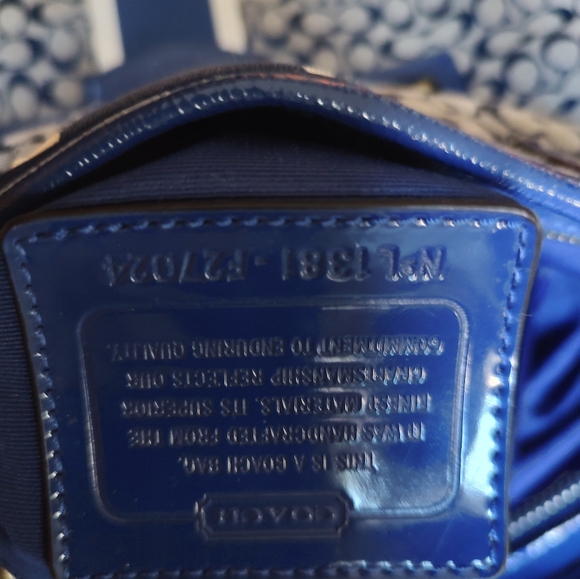 COACH
THIS IS A COACH BAG.
IT WAS HANDCRAFTED FROM THE
FINEST MATERIALS. ITS SUPERIOR
CRAFTSMANSHIP REFLECTS OUR
COMMITMENT TO ENDURING QUALITY.
Nº L1381-F27024